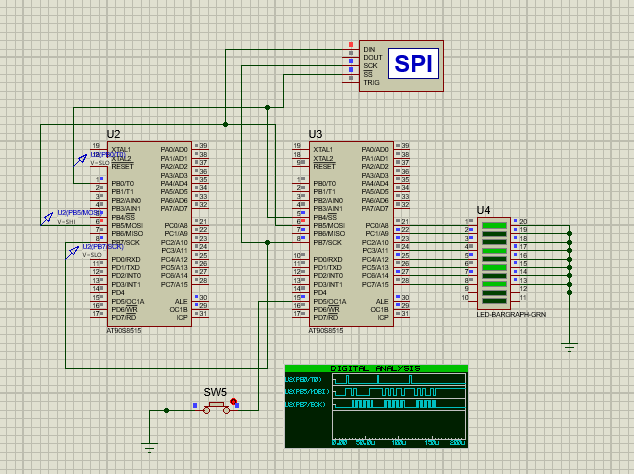 DIN
DOUT
SCK
SS
TRIG
SPI
U2
19 XTAL1 PA0/AD0 39
18 XTAL2 PA1/AD1 38
9 RESET PA2/AD2 37
PA3/AD3 36
PA4/AD4 35
1 PB0/T0 PA5/AD5 34
2 PB1/T1 PA6/AD6 33
3 PB2/AIN0 PA7/AD7 32
4 PB3/AIN1
5 PB4/SS
6 PB5/MOSI PC0/A8 21
7 PB6/MISO PC1/A9 22
8 PB7/SCK PC2/A10 23
PC3/A11 24
10 PD0/RXD PC4/A12 25
11 PD1/TXD PC5/A13 26
12 PD2/INT0 PC6/A14 27
13 PD3/INT1 PC7/A15 28
14 PD4
15 PD5/OC1A ALE 30
16 PD6/WR OC1B 29
17 PD7/RD ICP 31
AT90S8515
U2(PB0/T0)
V=SLO
U2(PB5/MOSI)
V=SHI
U2(PB7/SCK)
V=SLO
U3
19 XTAL1 PA0/AD0 39
18 XTAL2 PA1/AD1 38
9 RESET PA2/AD2 37
PA3/AD3 36
PA4/AD4 35
1 PB0/T0 PA5/AD5 34
2 PB1/T1 PA6/AD6 33
3 PB2/AIN0 PA7/AD7 32
4 PB3/AIN1
5 PB4/SS
6 PB5/MOSI PC0/A8 21
7 PB6/MISO PC1/A9 22
8 PB7/SCK PC2/A10 23
PC3/A11 24
10 PD0/RXD PC4/A12 25
11 PD1/TXD PC5/A13 26
12 PD2/INT0 PC6/A14 27
13 PD3/INT1 PC7/A15 28
14 PD4
15 PD5/OC1A ALE 30
16 PD6/WR OC1B 29
17 PD7/RD ICP 31
AT90S8515
U4
1 20
2 19
3 18
4 17
5 16
6 15
7 14
8 13
9 12
10 11
LED-BARGRAPH-GRN
SW5
DIGITAL ANALYSIS
U2(PB0/T0)
U2(PB5/MOSI)
U2(PB7/SCK)
0.00 50.0u 100u 150u 200u